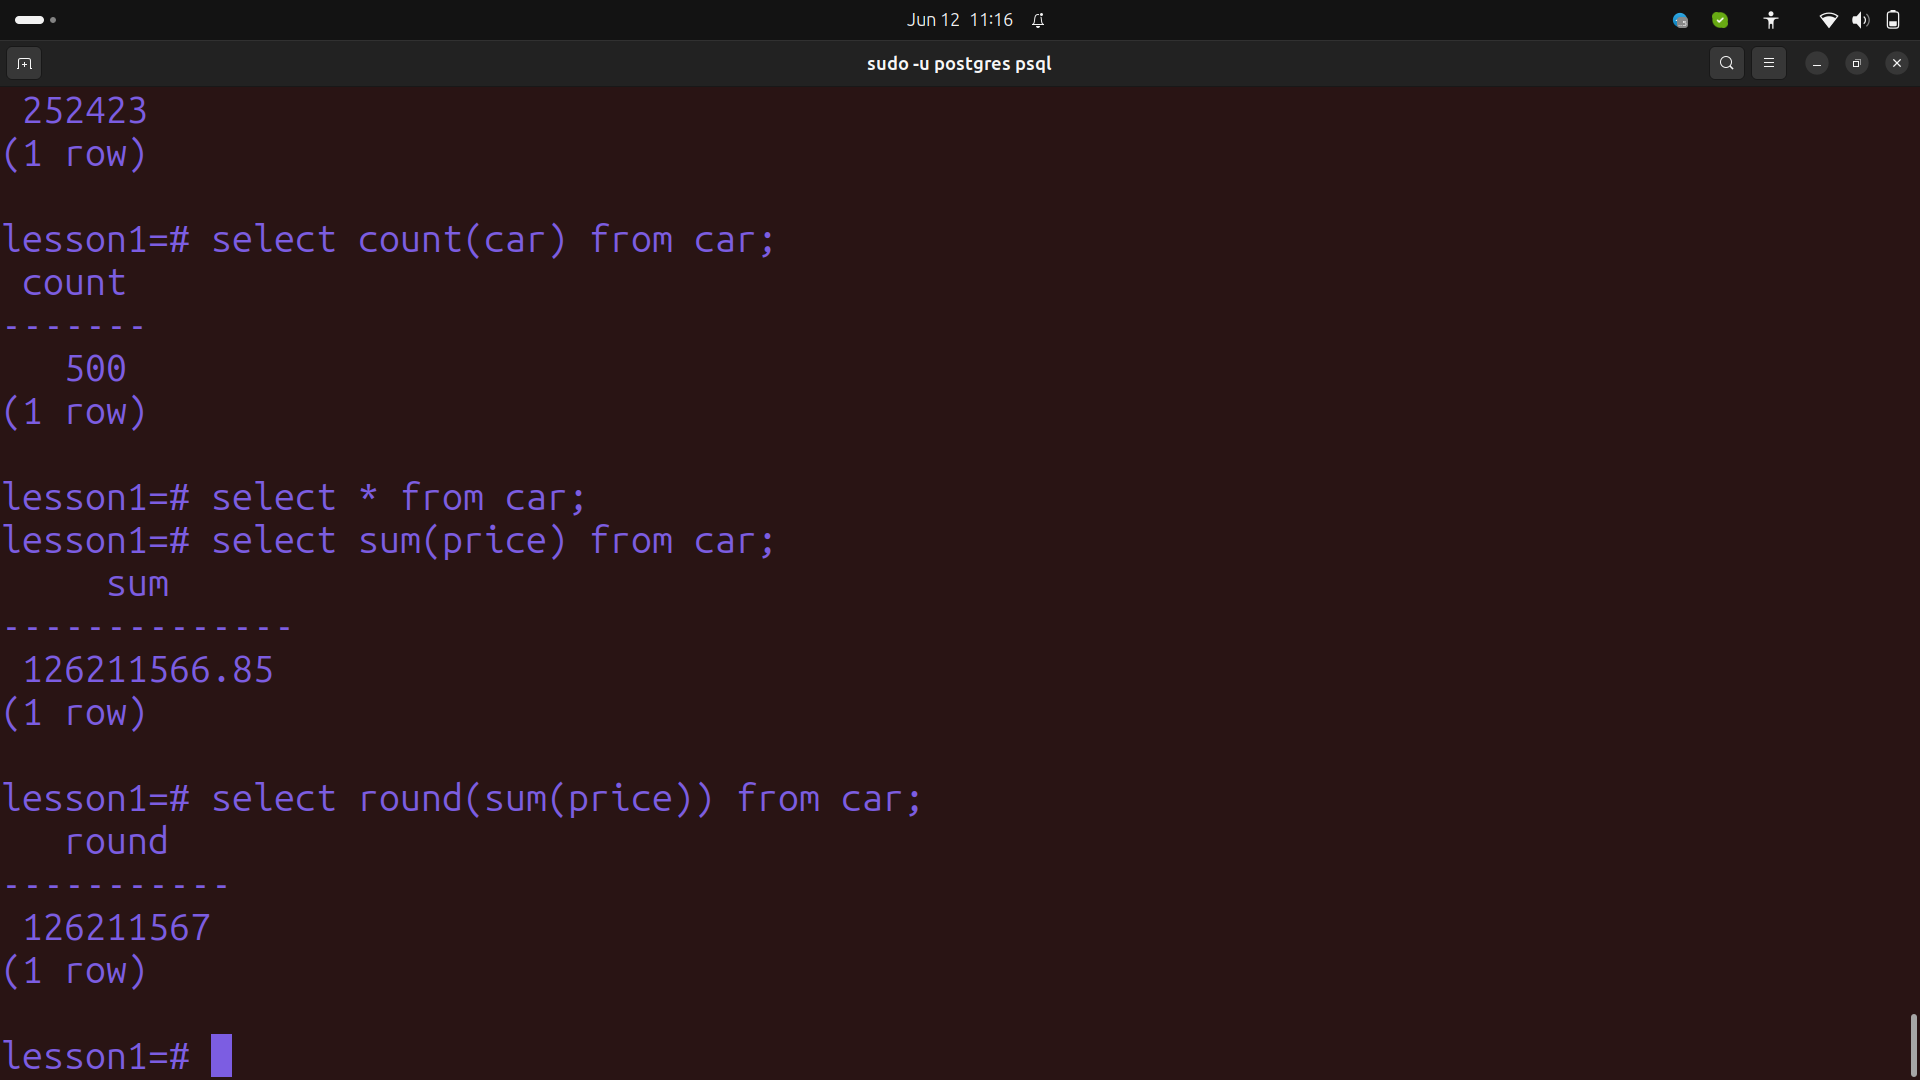 Jun 12 11:16
sudo -u postgres psql
252423
(1 row)
lesson1=# select count(car) from car;
count
-------
500
(1 row)
lesson1=# select * from car;
lesson1=# select sum(price) from car;
sum
--------------
126211566.85
(1 row)
lesson1=# select round(sum(price)) from car;
round
-----------
126211567
(1 row)
lesson1=#